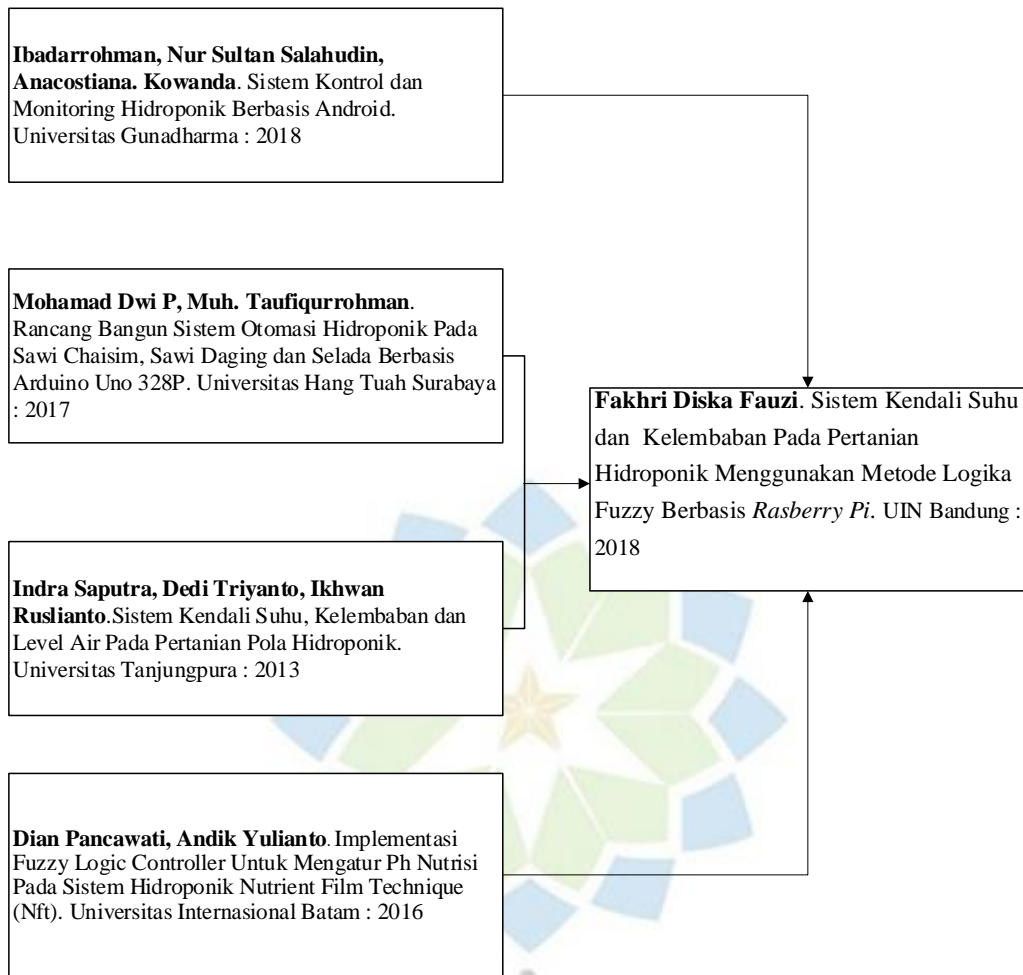 Ibadarrohman, Nur Sultan Salahudin,
Anacostiana. Kowanda. Sistem Kontrol dan
Monitoring Hidroponik Berbasis Android.
Universitas Gunadharma : 2018
Mohamad Dwi P, Muh. Taufiqurrohman.
Rancang Bangun Sistem Otomasi Hidroponik Pada
Sawi Chaisim, Sawi Daging dan Selada Berbasis
Arduino Uno 328P. Universitas Hang Tuah Surabaya
: 2017
Indra Saputra, Dedi Triyanto, Ikhwan
Ruslianto.Sistem Kendali Suhu, Kelembaban dan
Level Air Pada Pertanian Pola Hidroponik.
Universitas Tanjungpura : 2013
Dian Pancawati, Andik Yulianto. Implementasi
Fuzzy Logic Controller Untuk Mengatur Ph Nutrisi
Pada Sistem Hidroponik Nutrient Film Technique
(Nft). Universitas Internasional Batam : 2016
Fakhri Diska Fauzi. Sistem Kendali Suhu
dan Kelembaban Pada Pertanian
Hidroponik Menggunakan Metode Logika
Fuzzy Berbasis Rasberry Pi. UIN Bandung :
2018